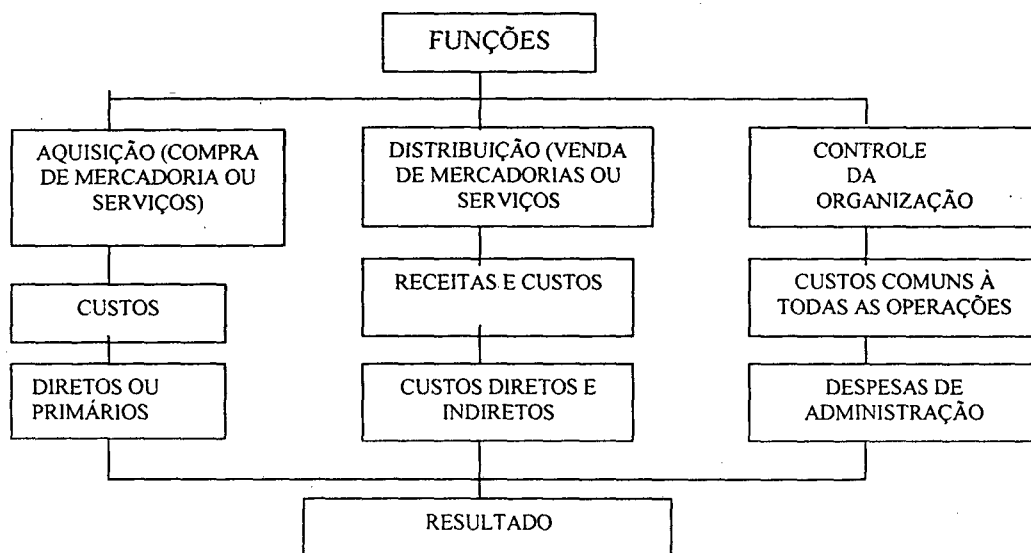 FUNÇÕES
AQUISIÇÃO (COMPRA
DE MERCADORIA OU
SERVIÇOS)
DISTRIBUIÇÃO (VENDA
DE MERCADORIAS OU
SERVIÇOS
CONTROLE
DA
ORGANIZAÇÃO
CUSTOS
RECEITAS E CUSTOS
CUSTOS COMUNS À
TODAS AS OPERAÇÕES
DIRETOS OU
PRIMÁRIOS
CUSTOS DIRETOS E
INDIRETOS
DESPESAS DE
ADMINISTRAÇÃO
RESULTADO